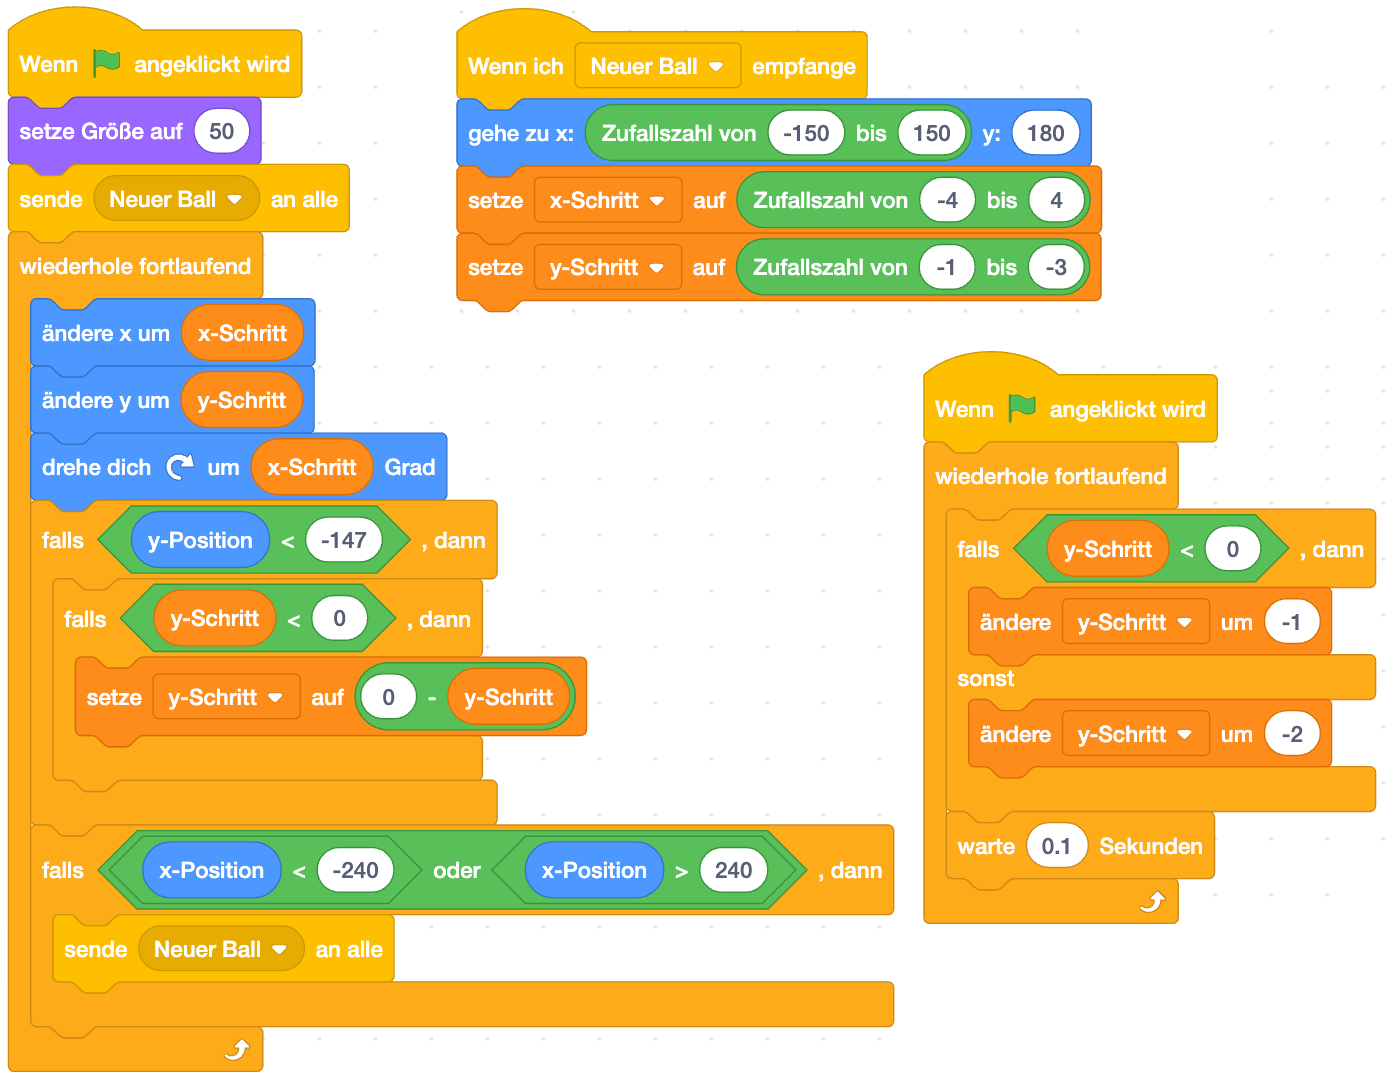 Wenn angeklickt wird
setze Größe auf 50
sende Neuer Ball an alle
wiederhole fortlaufend
ändere x um x-Schritt
ändere y um y-Schritt
drehe dich um x-Schritt Grad
falls y-Position < -147 , dann
falls y-Schritt < 0 , dann
setze y-Schritt auf 0 - y-Schritt
falls x-Position < -240 oder x-Position > 240 , dann
sende Neuer Ball an alle
Wenn ich Neuer Ball empfange
gehe zu x: Zufallszahl von -150 bis 150 y: 180
setze x-Schritt auf Zufallszahl von -4 bis 4
setze y-Schritt auf Zufallszahl von -1 bis -3
Wenn angeklickt wird
wiederhole fortlaufend
falls y-Schritt < 0 , dann
ändere y-Schritt um -1
sonst
ändere y-Schritt um -2
warte 0.1 Sekunden